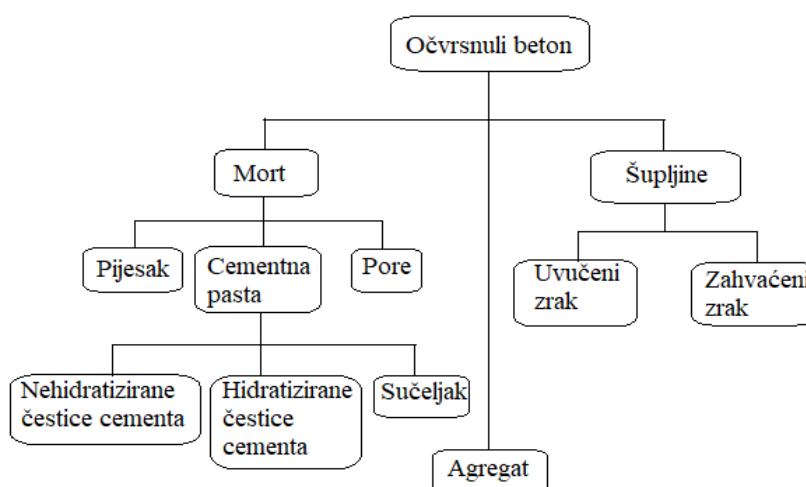 Očvrsnuli beton
Mort
Šupljine
Pijesak
Cementna
pasta
Pore
Uvučeni
zrak
Zahvaćeni
zrak
Nehidratizirane
čestice cementa
Hidratizirane
čestice
cementa
Sučeljak
Agregat